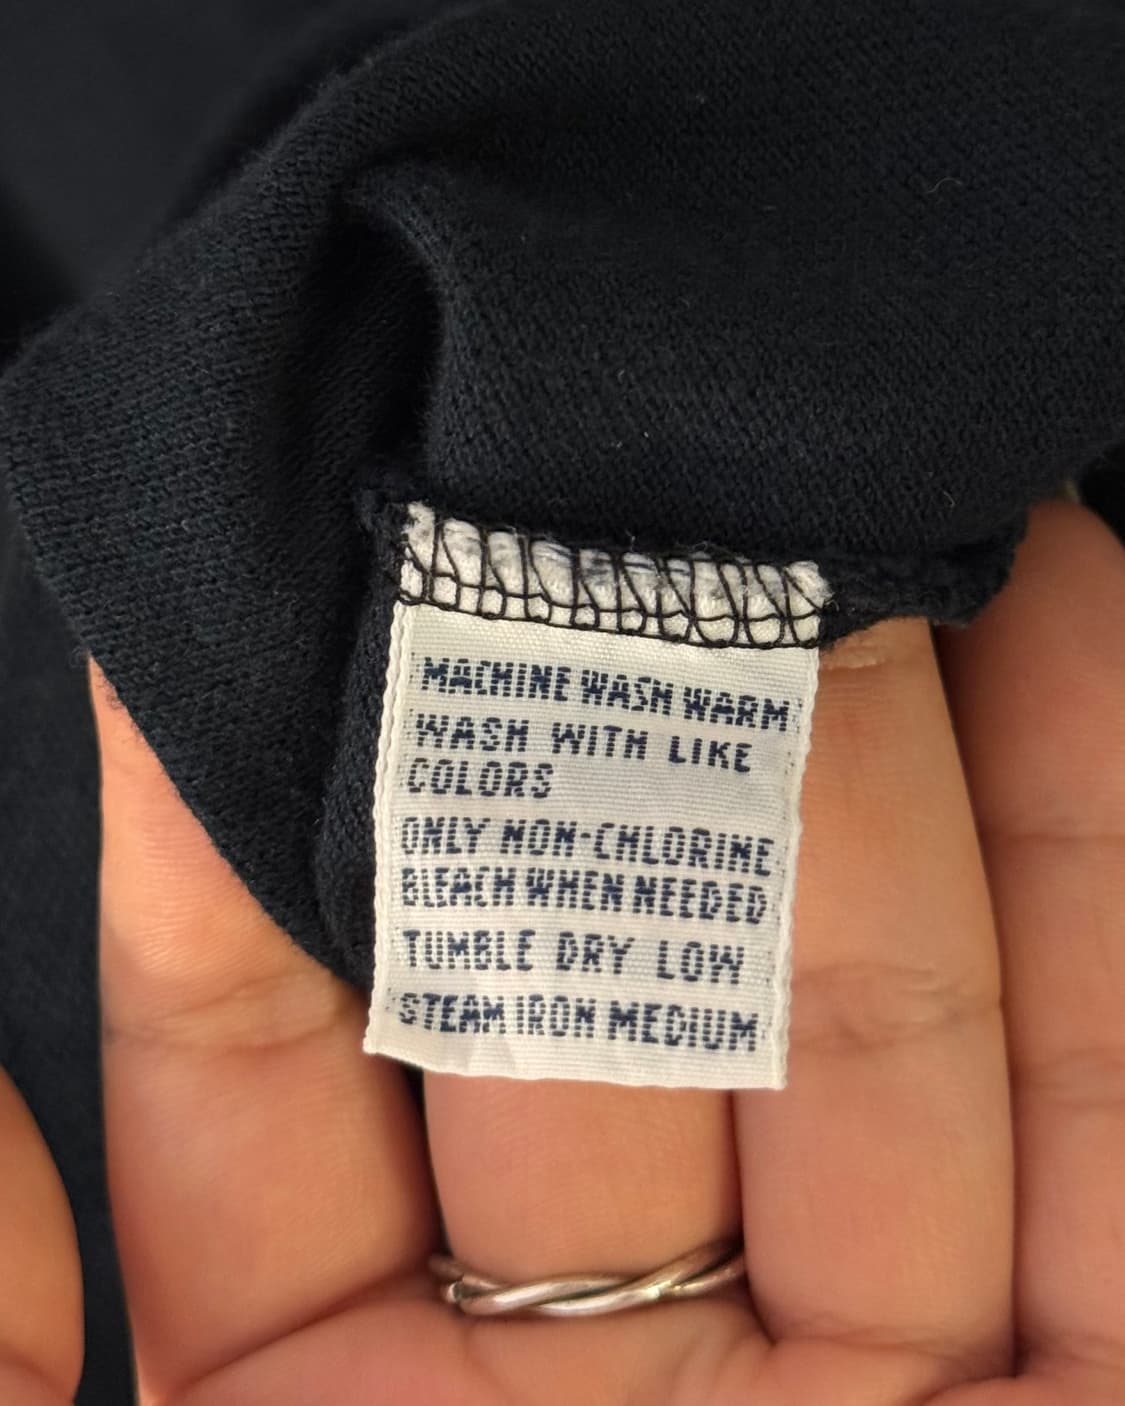 MACHINE WASH WARM
WASH WITH LIKE
COLORS
ONLY NON-CHLORINE
BLEACH WHEN NEEDED
TUMBLE DRY LOW
STEAM IRON MEDIUM